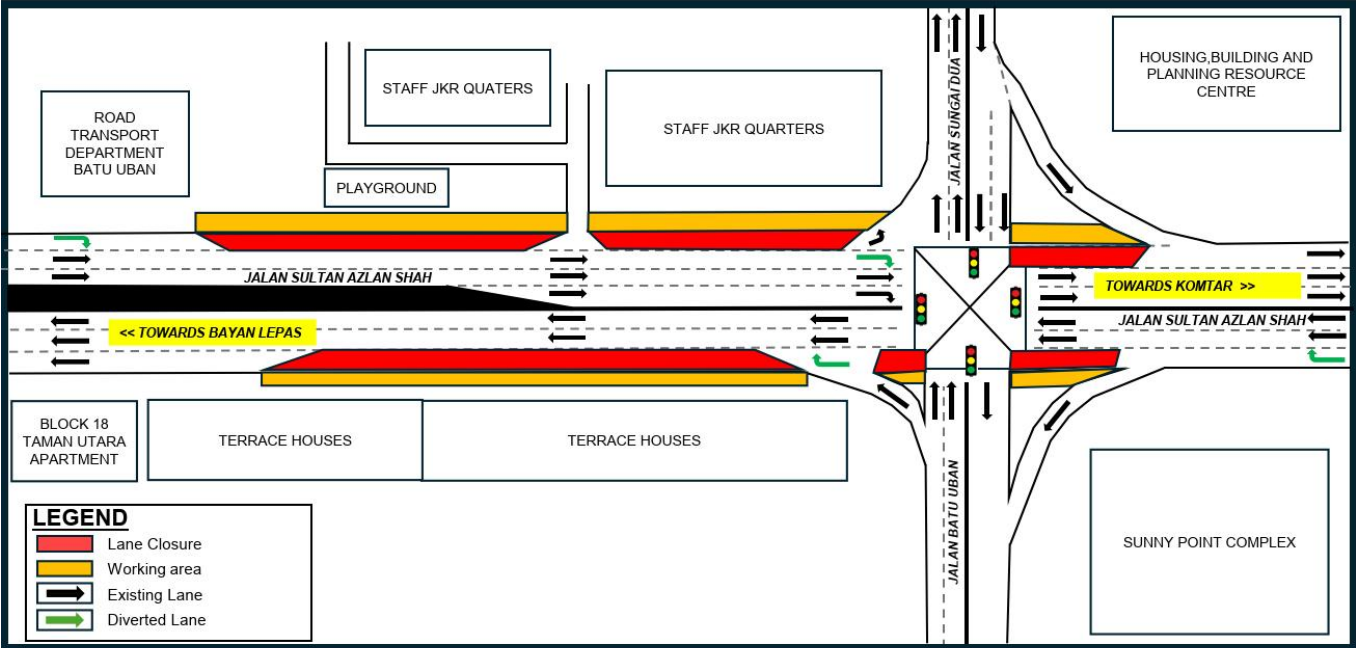 ROAD
TRANSPORT
DEPARTMENT
BATU UBAN
STAFF JKR QUATERS
PLAYGROUND
STAFF JKR QUARTERS
JALAN SUNGAI DUA
HOUSING,BUILDING AND
PLANNING RESOURCE
CENTRE
JALAN SULTAN AZLAN SHAH
TOWARDS KOMTAR >>
<< TOWARDS BAYAN LEPAS
JALAN SULTAN AZLAN SHAH
BLOCK 18
TAMAN UTARA
APARTMENT
TERRACE HOUSES
TERRACE HOUSES
JALAN BATU UBAN
SUNNY POINT COMPLEX
LEGEND
Lane Closure
Working area
Existing Lane
Diverted Lane